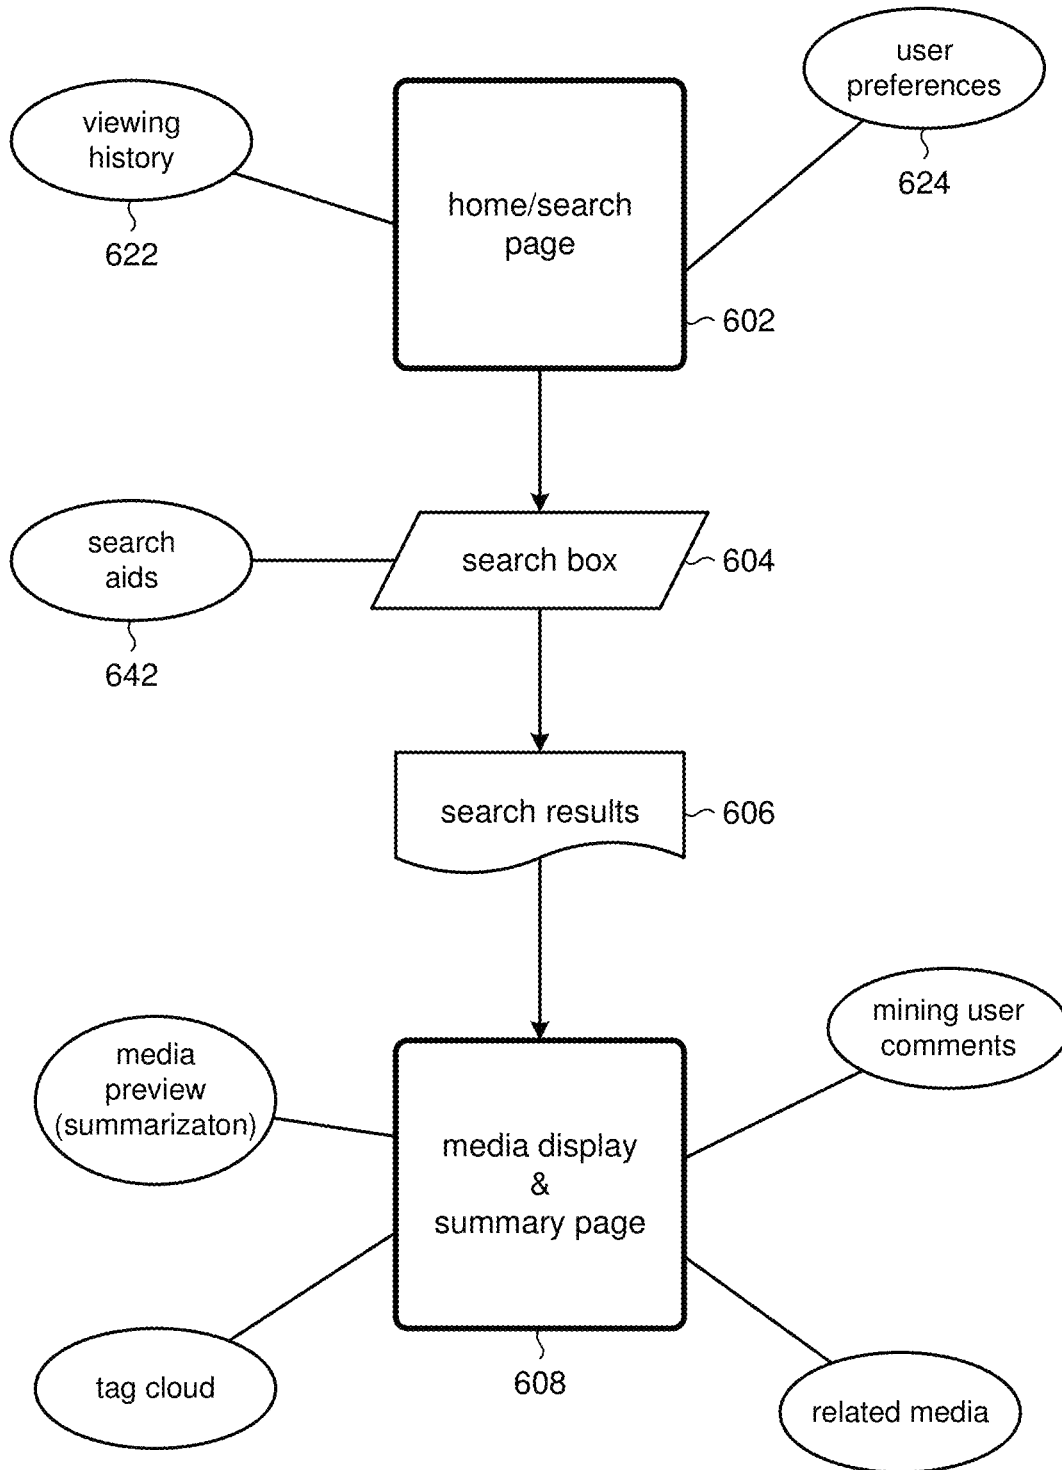 user
preferences
624
viewing
history
622
home/search
page
602
search
aids
642
search box
604
search results
606
mining user
comments
media
preview
(summarizaton)
media display
&
summary page
608
tag cloud
related media